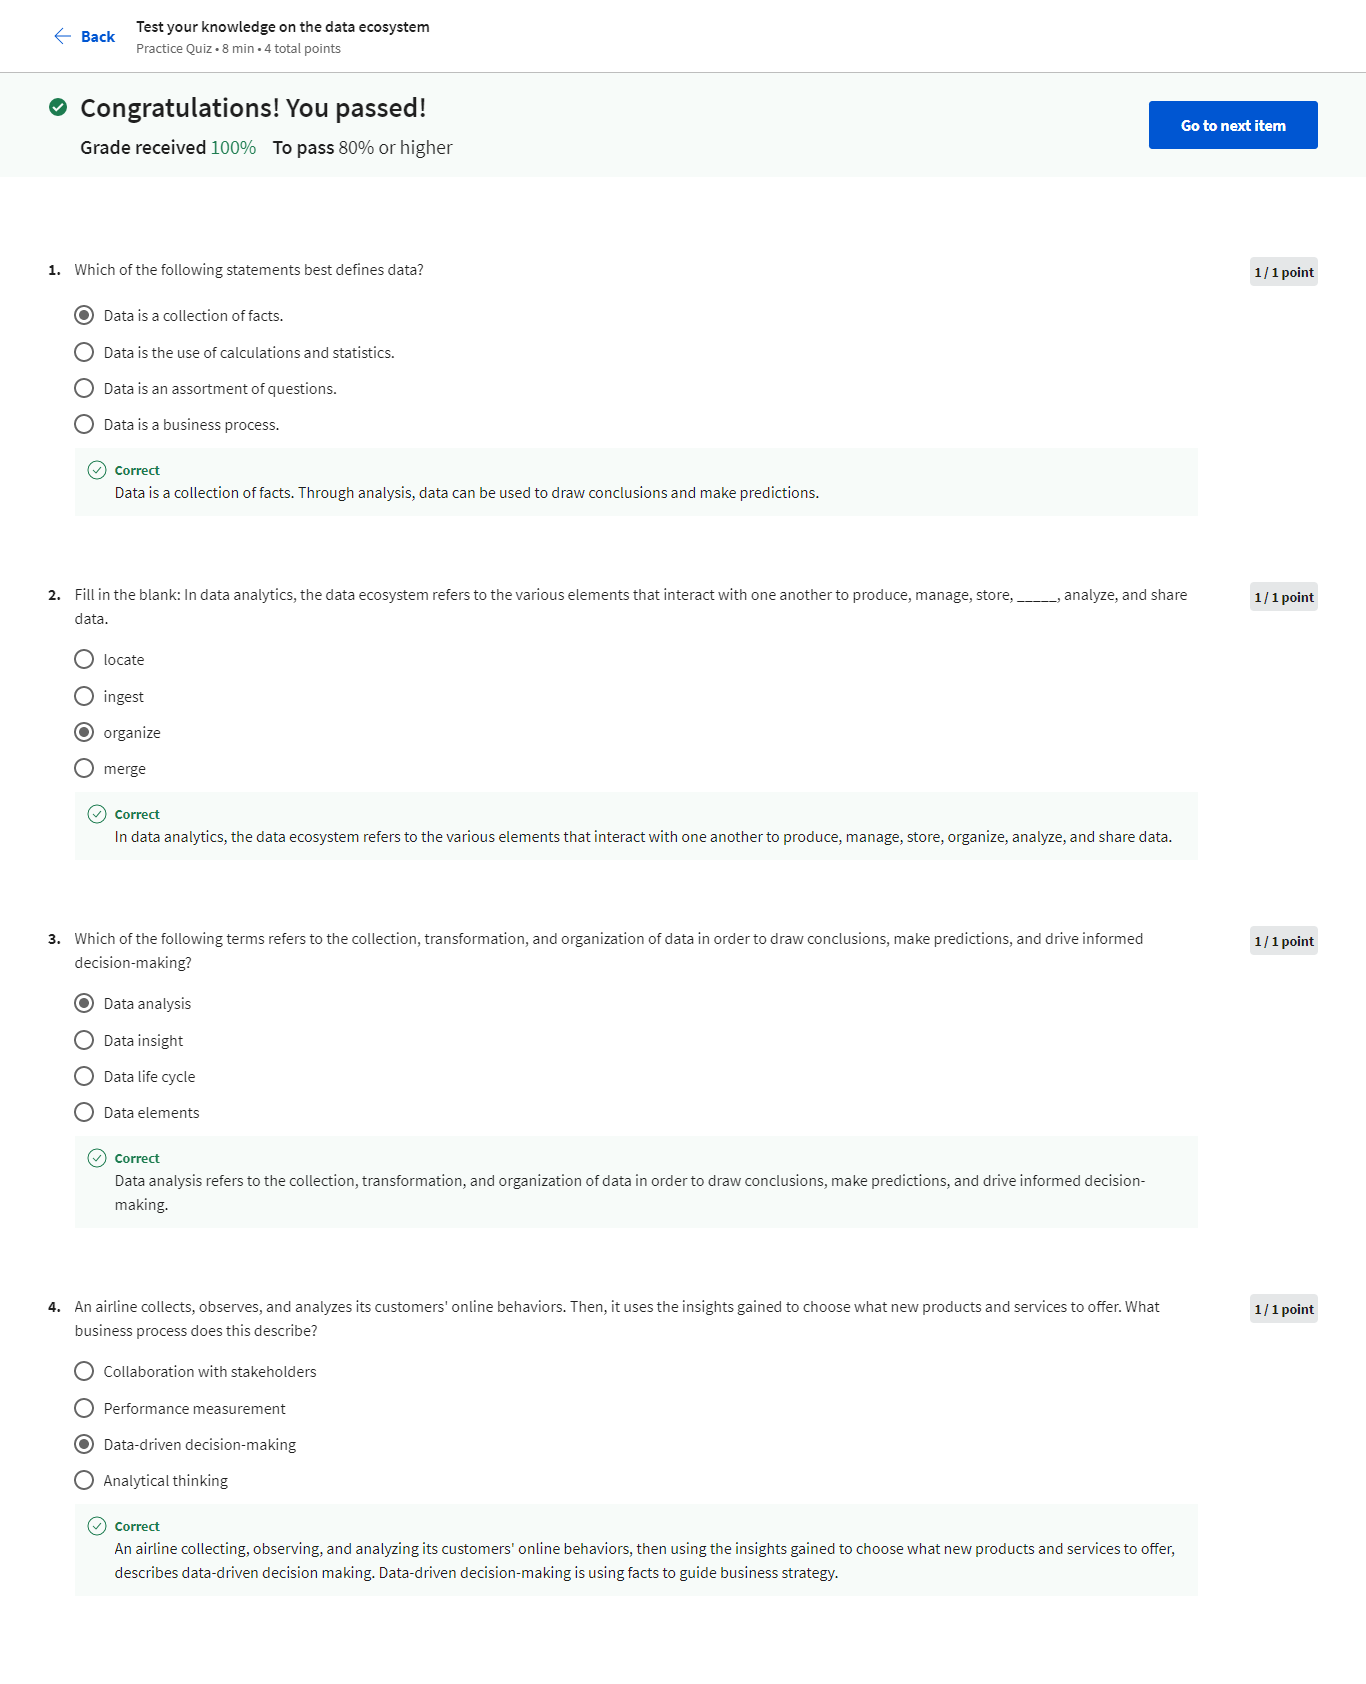 Back
Test your knowledge on the data ecosystem
Practice Quiz • 8 min • 4 total points
Congratulations! You passed!
Grade received 100% To pass 80% or higher
Go to next item
1. Which of the following statements best defines data?
1 / 1 point
Data is a collection of facts.
Data is the use of calculations and statistics.
Data is an assortment of questions.
Data is a business process.
Correct
Data is a collection of facts. Through analysis, data can be used to draw conclusions and make predictions.
2. Fill in the blank: In data analytics, the data ecosystem refers to the various elements that interact with one another to produce, manage, store, _____, analyze, and share
data.
1 / 1 point
locate
ingest
organize
merge
Correct
In data analytics, the data ecosystem refers to the various elements that interact with one another to produce, manage, store, organize, analyze, and share data.
3. Which of the following terms refers to the collection, transformation, and organization of data in order to draw conclusions, make predictions, and drive informed
decision-making?
1 / 1 point
Data analysis
Data insight
Data life cycle
Data elements
Correct
Data analysis refers to the collection, transformation, and organization of data in order to draw conclusions, make predictions, and drive informed decision-
making.
4. An airline collects, observes, and analyzes its customers' online behaviors. Then, it uses the insights gained to choose what new products and services to offer. What
business process does this describe?
1 / 1 point
Collaboration with stakeholders
Performance measurement
Data-driven decision-making
Analytical thinking
Correct
An airline collecting, observing, and analyzing its customers' online behaviors, then using the insights gained to choose what new products and services to offer,
describes data-driven decision making. Data-driven decision-making is using facts to guide business strategy.